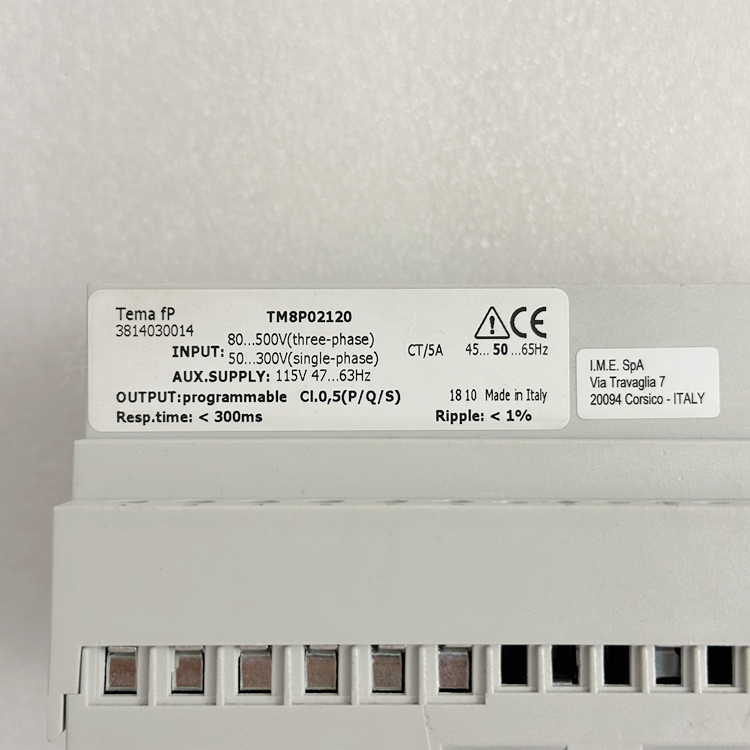 Tema fP TM8P02120
3814030014
INPUT: 80...500V(three-phase)
50...300V(single-phase)
CT/5A 45...50...65Hz
AUX.SUPPLY: 115V 47...63Hz
OUTPUT:programmable Cl.0,5(P/Q/S) 18 10 Made in Italy
Resp.time: < 300ms Ripple: < 1%
CE
I.M.E. SpA
Via Travaglia 7
20094 Corsico - ITALY